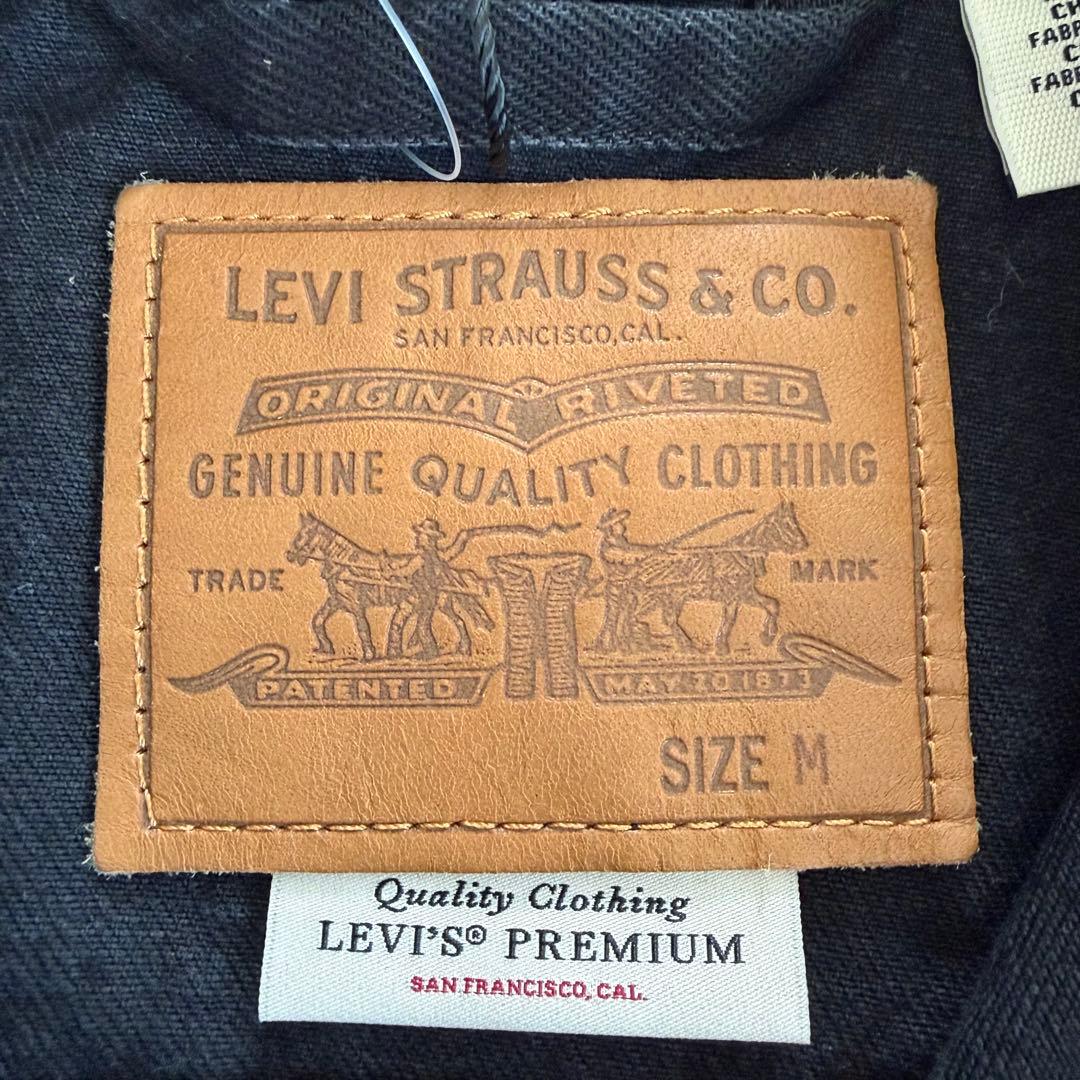 LEVI STRAUSS & CO.
SAN FRANCISCO, CAL.
ORIGINAL RIVETED
GENUINE QUALITY CLOTHING
TRADE MARK
PATENTED MAY 20 1873
SIZE M
Quality Clothing
LEVI'S® PREMIUM
SAN FRANCISCO, CAL.